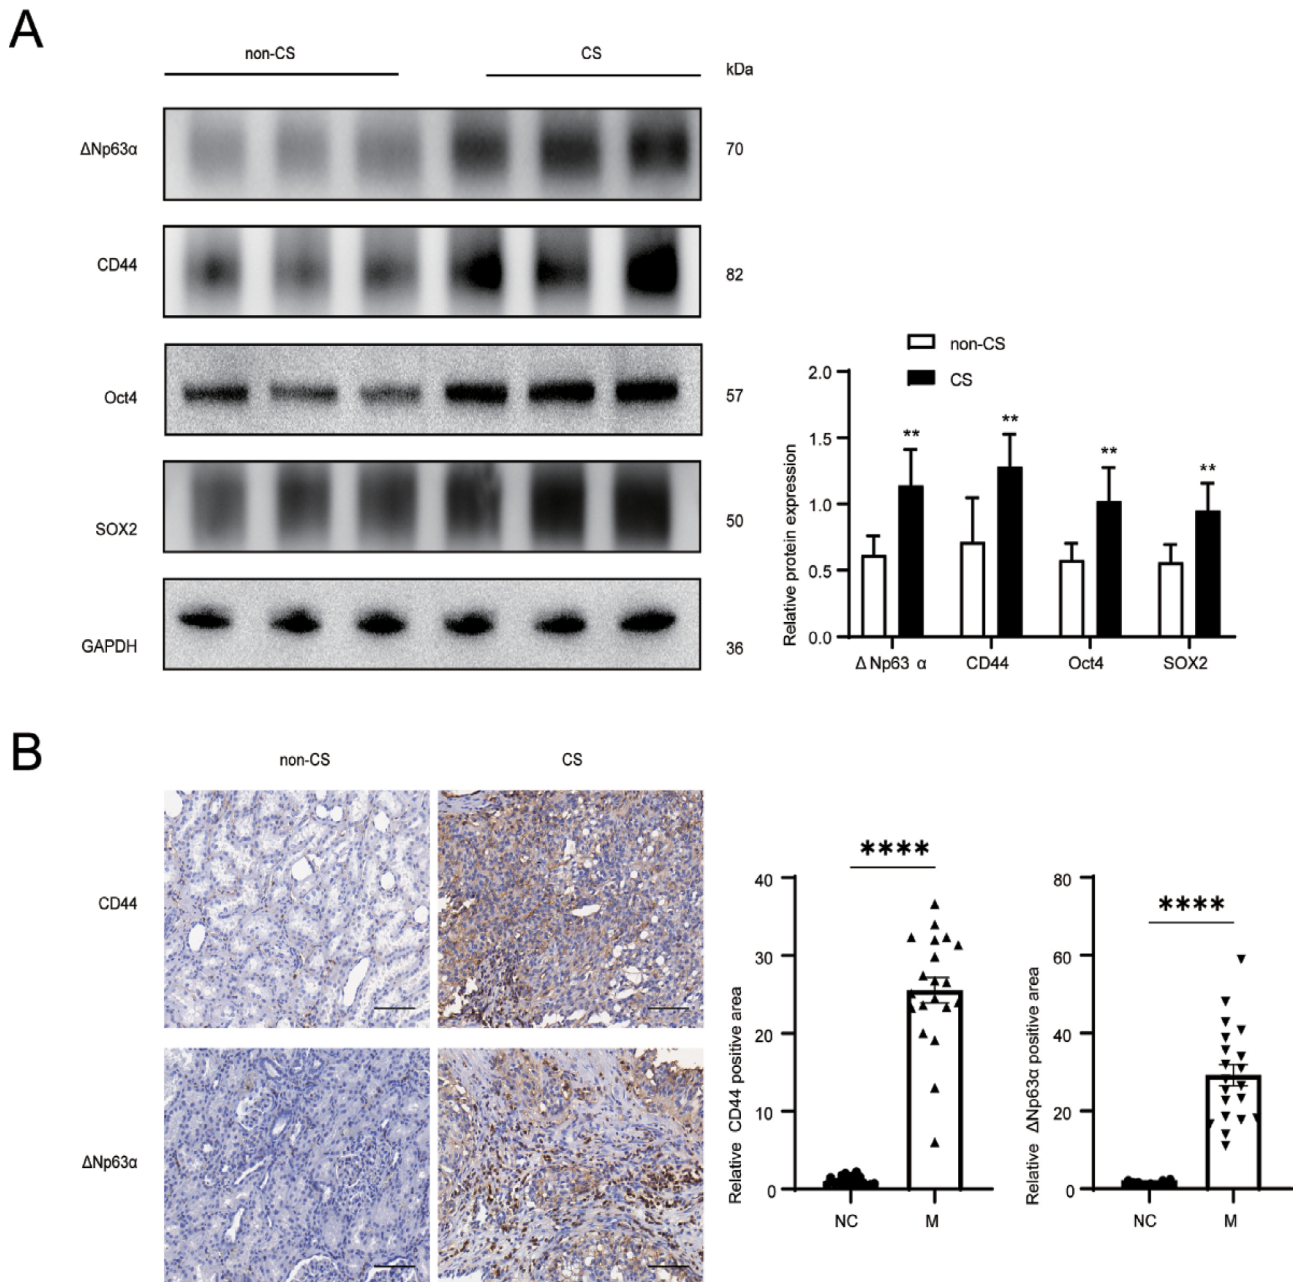 A
non-CS CS kDa
ΔNp63α 70
CD44 82
Oct4 57
SOX2 50
GAPDH 36
non-CS
CS
Relative protein expression
2.0
1.5
1.0
0.5
0.0
** ** ** **
Δ Np63 α CD44 Oct4 SOX2
B
non-CS CS
CD44
ΔNp63α
Relative CD44 positive area
****
40
30
20
10
0
NC M
Relative ΔNp63α positive area
****
80
60
40
20
0
NC M